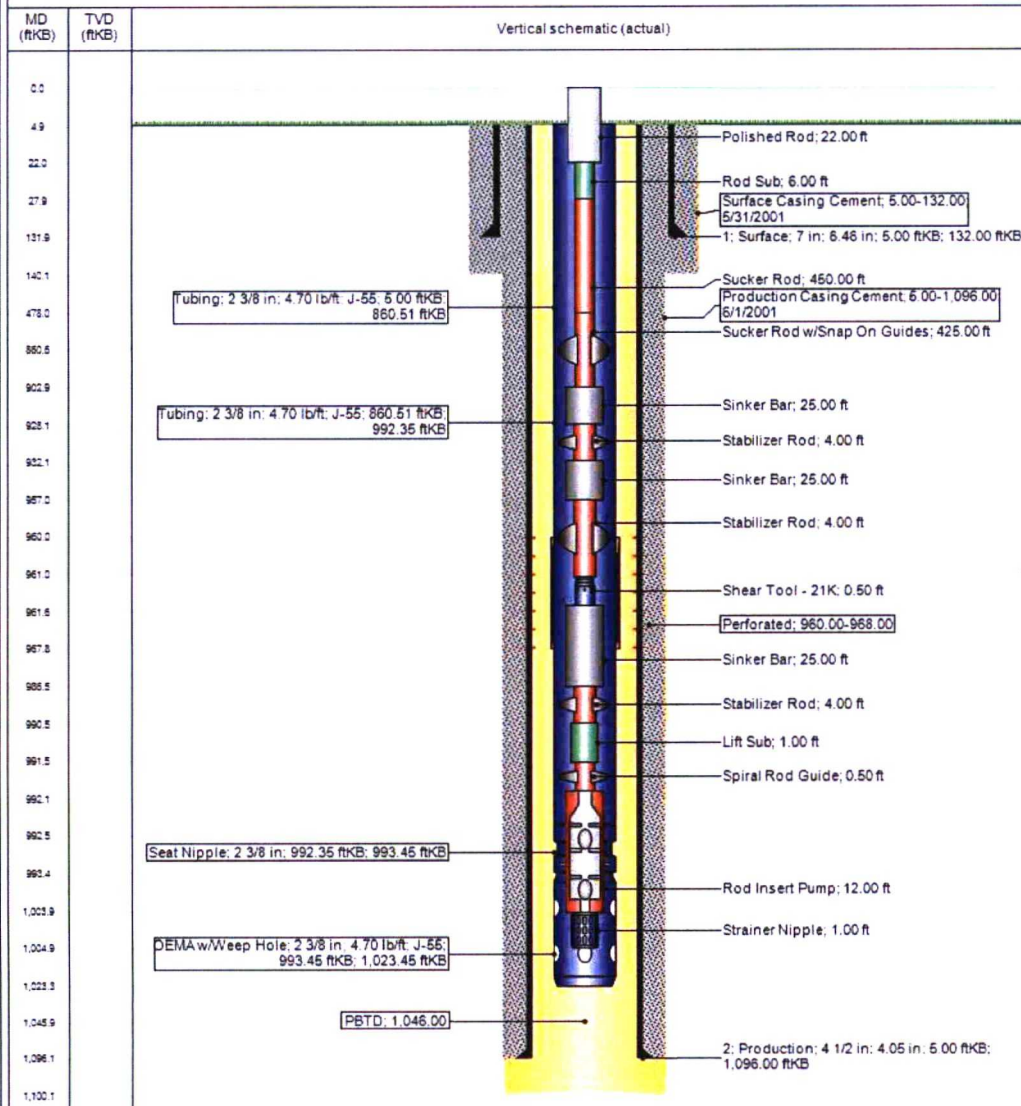 MD
(ftKB)
TVD
(ftKB)
Vertical schematic (actual)
0.0
4.9
22.0
27.9
131.9
140.1
478.0
860.5
902.9
928.1
932.1
957.0
960.0
961.0
961.6
967.8
986.5
990.5
991.5
992.1
992.5
993.4
1,003.9
1,004.9
1,023.3
1,045.9
1,096.1
1,100.1
Polished Rod; 22.00 ft
Rod Sub; 6.00 ft
Surface Casing Cement; 5.00-132.00;
5/31/2001
1; Surface; 7 in; 6.46 in; 5.00 ftKB; 132.00 ftKB
Sucker Rod; 450.00 ft
Production Casing Cement; 5.00-1,096.00;
6/1/2001
Tubing; 2 3/8 in; 4.70 lb/ft; J-55; 5.00 ftKB;
860.51 ftKB
Sucker Rod w/Snap On Guides; 425.00 ft
Sinker Bar; 25.00 ft
Tubing; 2 3/8 in; 4.70 lb/ft; J-55; 860.51 ftKB;
992.35 ftKB
Stabilizer Rod; 4.00 ft
Sinker Bar; 25.00 ft
Stabilizer Rod; 4.00 ft
Shear Tool - 21K; 0.50 ft
Perforated; 960.00-968.00
Sinker Bar; 25.00 ft
Stabilizer Rod; 4.00 ft
Lift Sub; 1.00 ft
Spiral Rod Guide; 0.50 ft
Seat Nipple; 2 3/8 in; 992.35 ftKB; 993.45 ftKB
Rod Insert Pump; 12.00 ft
Strainer Nipple; 1.00 ft
DEMA w/Weep Hole; 2 3/8 in; 4.70 lb/ft; J-55;
993.45 ftKB; 1,023.45 ftKB
PBTD; 1,046.00
2; Production; 4 1/2 in; 4.05 in; 5.00 ftKB;
1,096.00 ftKB